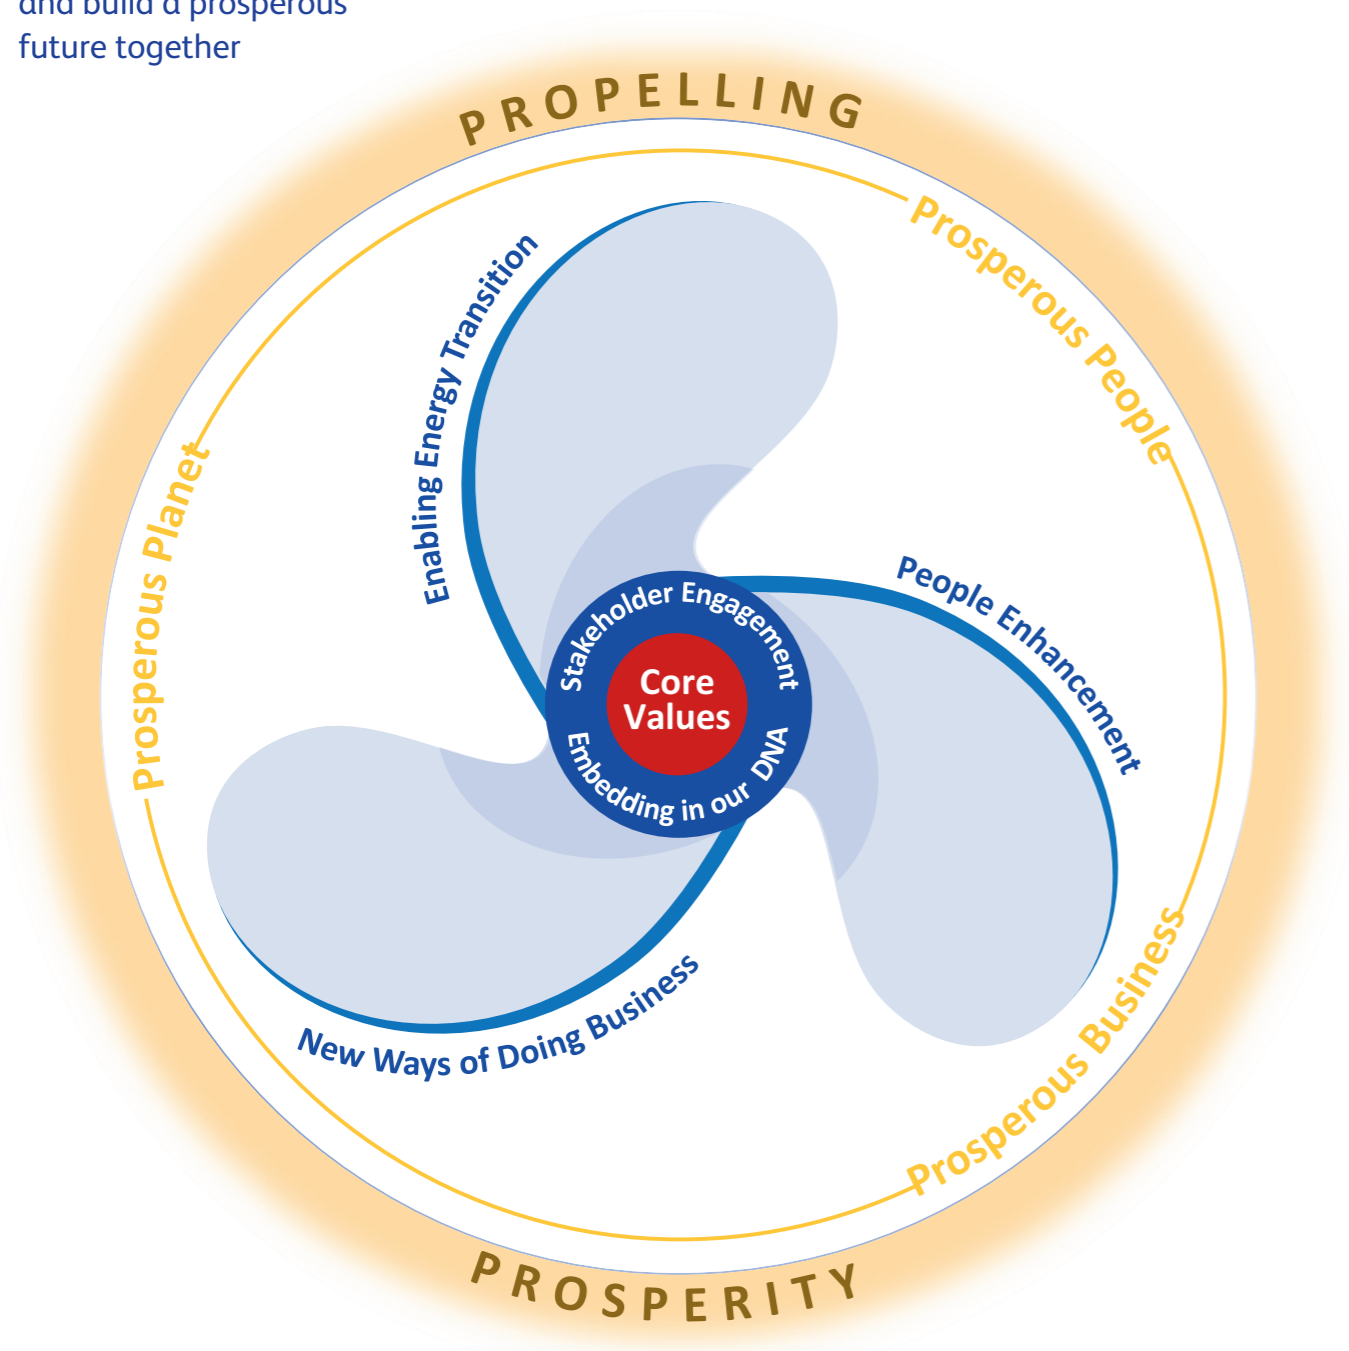 and build a prosperous
future together
PROPELLING
Prosperous People
Enabling Energy Transition
Prosperous Planet
People Enhancement
Stakeholder Engagement
Core
Values
Embedding in our DNA
Prosperous Business
New Ways of Doing Business
PROSPERITY